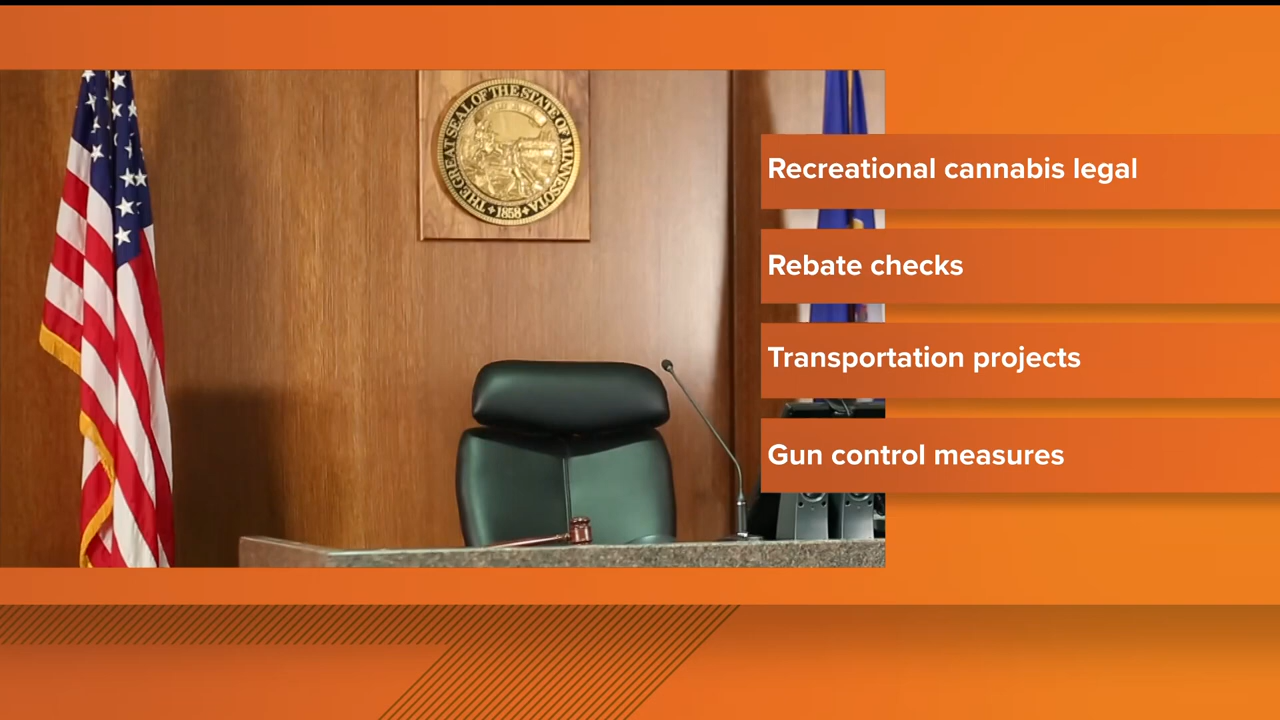 THE GREAT SEAL OF THE STATE OF MINNESOTA
1858
Recreational cannabis legal
Rebate checks
Transportation projects
Gun control measures